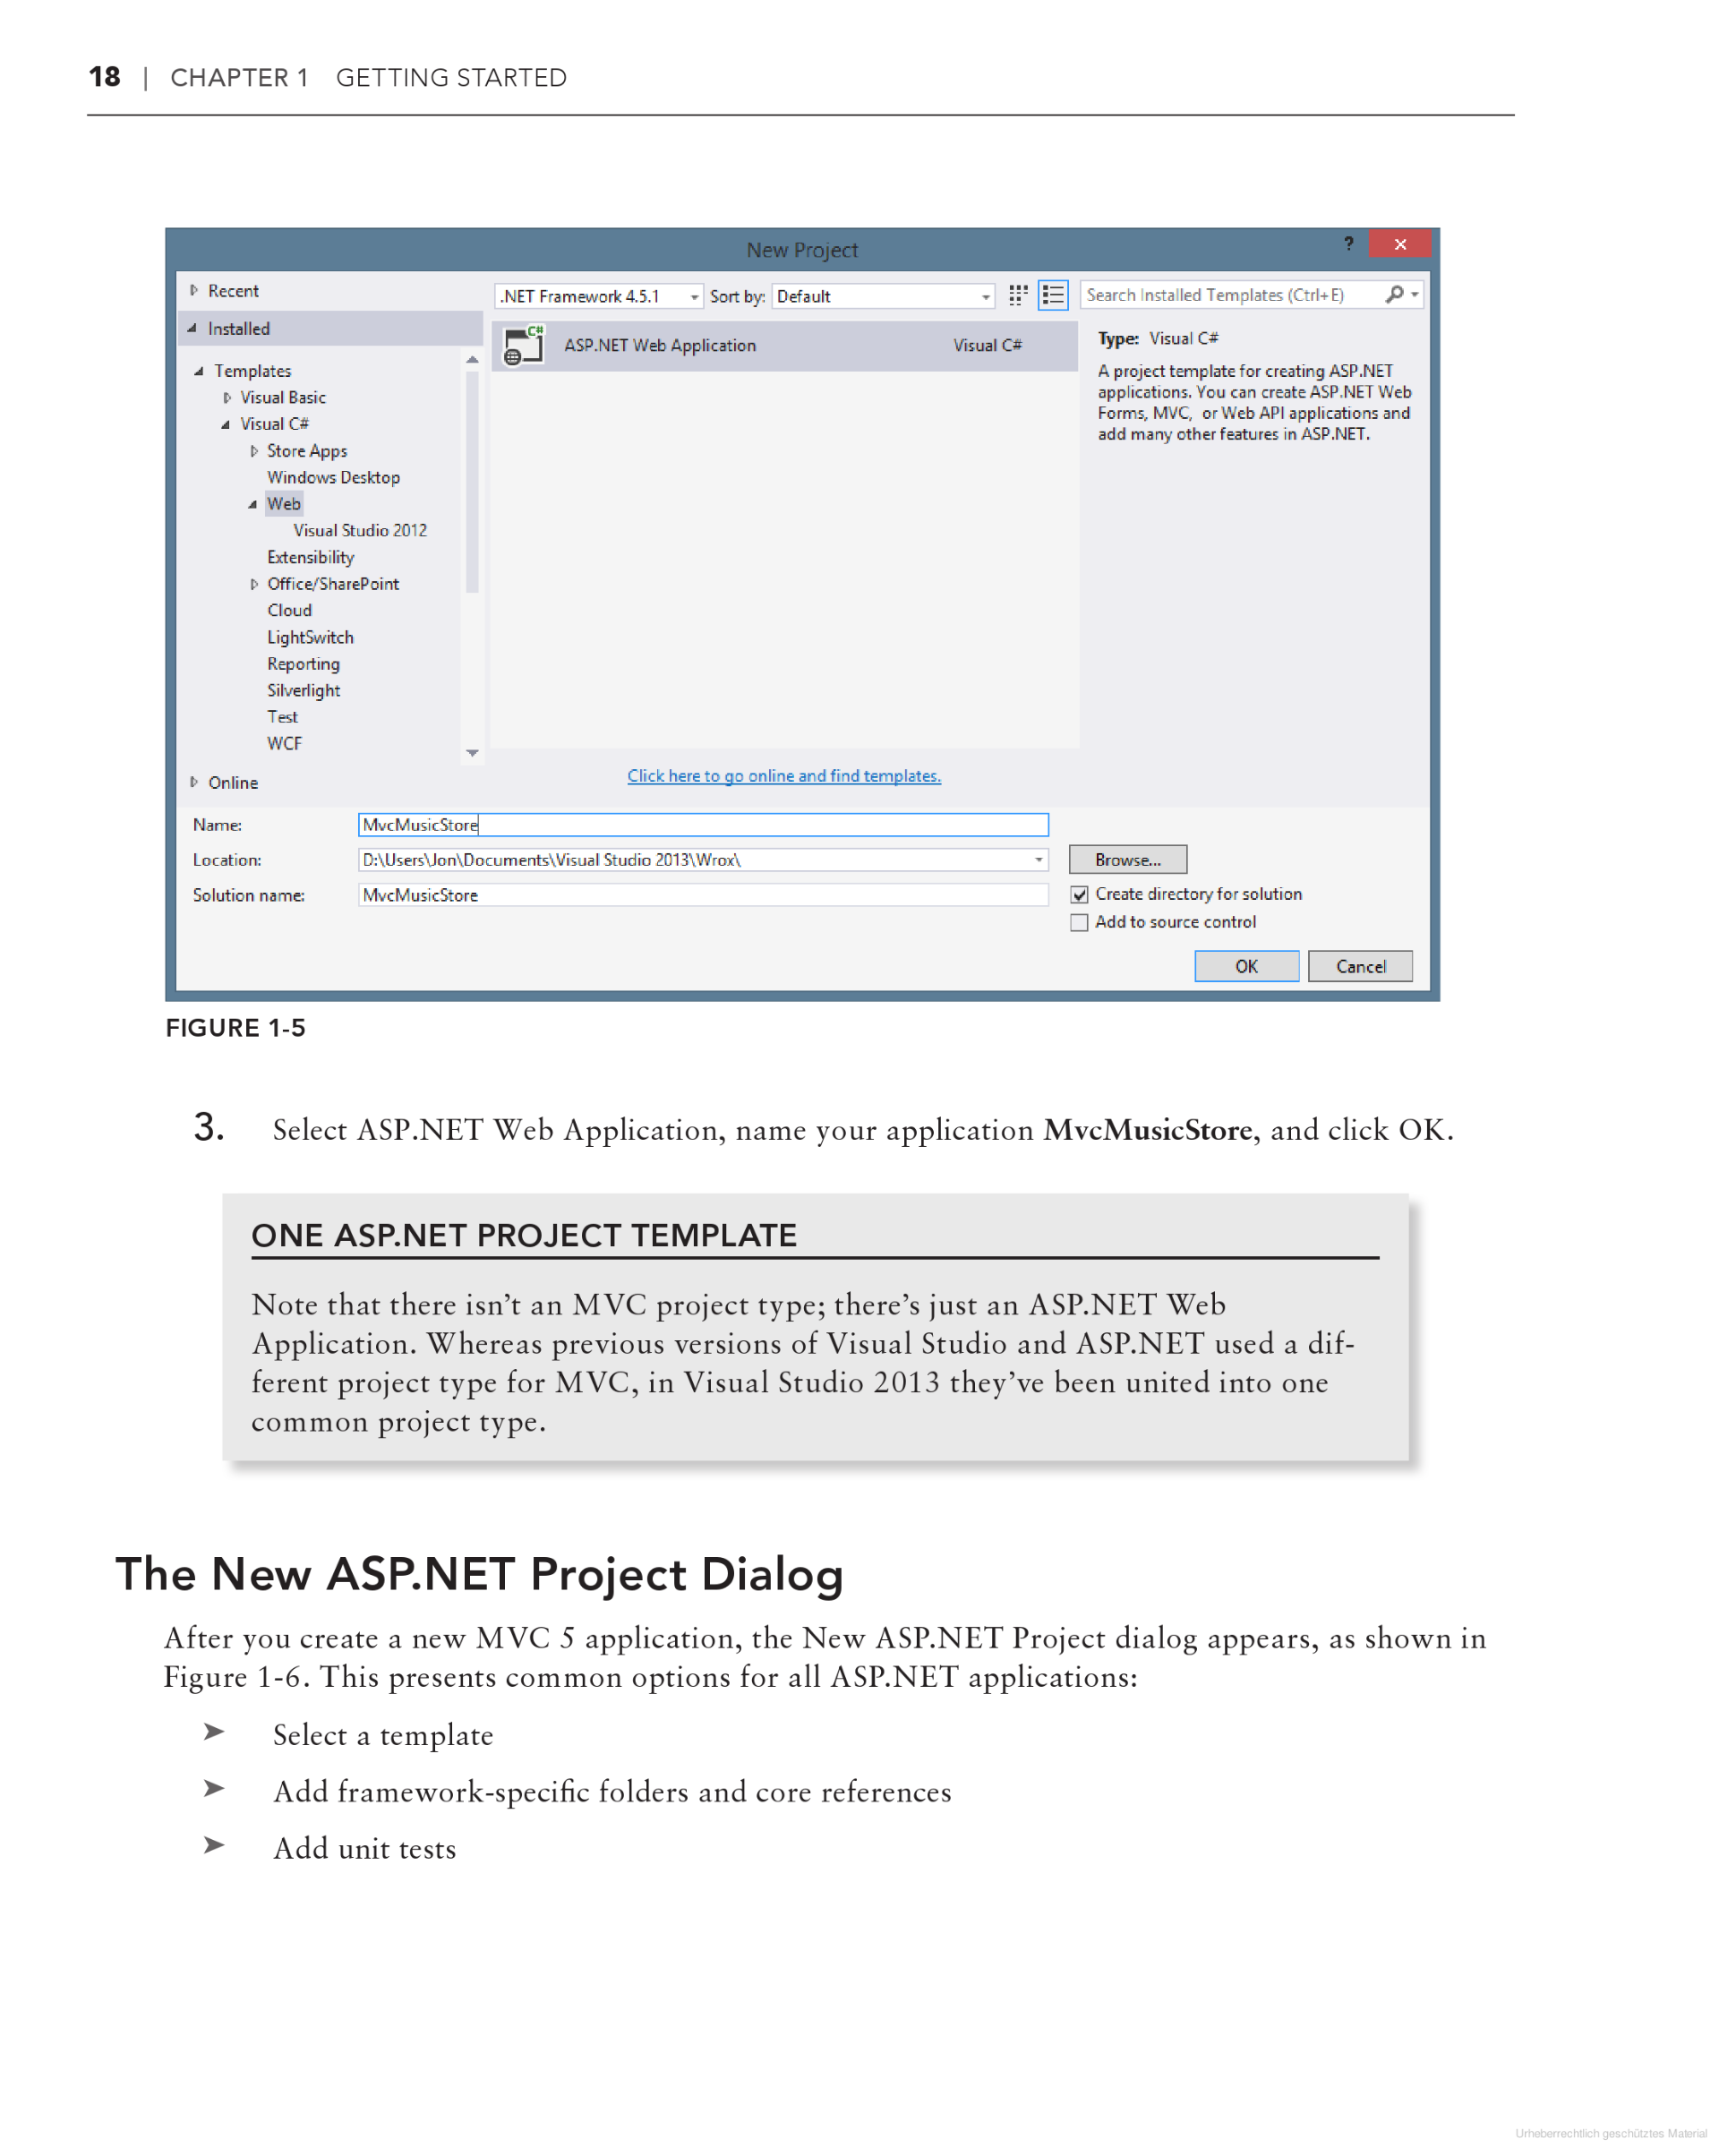 18 | CHAPTER 1 GETTING STARTED
New Project
?
Recent
.NET Framework 4.5.1 Sort by: Default
Search Installed Templates (Ctrl+E)
Installed
Templates
Visual Basic
Visual C#
Store Apps
Windows Desktop
Web
Visual Studio 2012
Extensibility
Office/SharePoint
Cloud
LightSwitch
Reporting
Silverlight
Test
WCF
Online
C#
ASP.NET Web Application Visual C#
Type: Visual C#
A project template for creating ASP.NET
applications. You can create ASP.NET Web
Forms, MVC, or Web API applications and
add many other features in ASP.NET.
Click here to go online and find templates.
Name: MvcMusicStore
Location: D:\Users\Jon\Documents\Visual Studio 2013\Wrox\
Browse...
Solution name: MvcMusicStore
Create directory for solution
Add to source control
OK Cancel
FIGURE 1-5
3. Select ASP.NET Web Application, name your application MvcMusicStore, and click OK.
ONE ASP.NET PROJECT TEMPLATE
Note that there isn’t an MVC project type; there’s just an ASP.NET Web
Application. Whereas previous versions of Visual Studio and ASP.NET used a dif-
ferent project type for MVC, in Visual Studio 2013 they’ve been united into one
common project type.
The New ASP.NET Project Dialog
After you create a new MVC 5 application, the New ASP.NET Project dialog appears, as shown in
Figure 1-6. This presents common options for all ASP.NET applications:
➤ Select a template
➤ Add framework-specific folders and core references
➤ Add unit tests
Urheberrechtlich geschütztes Material